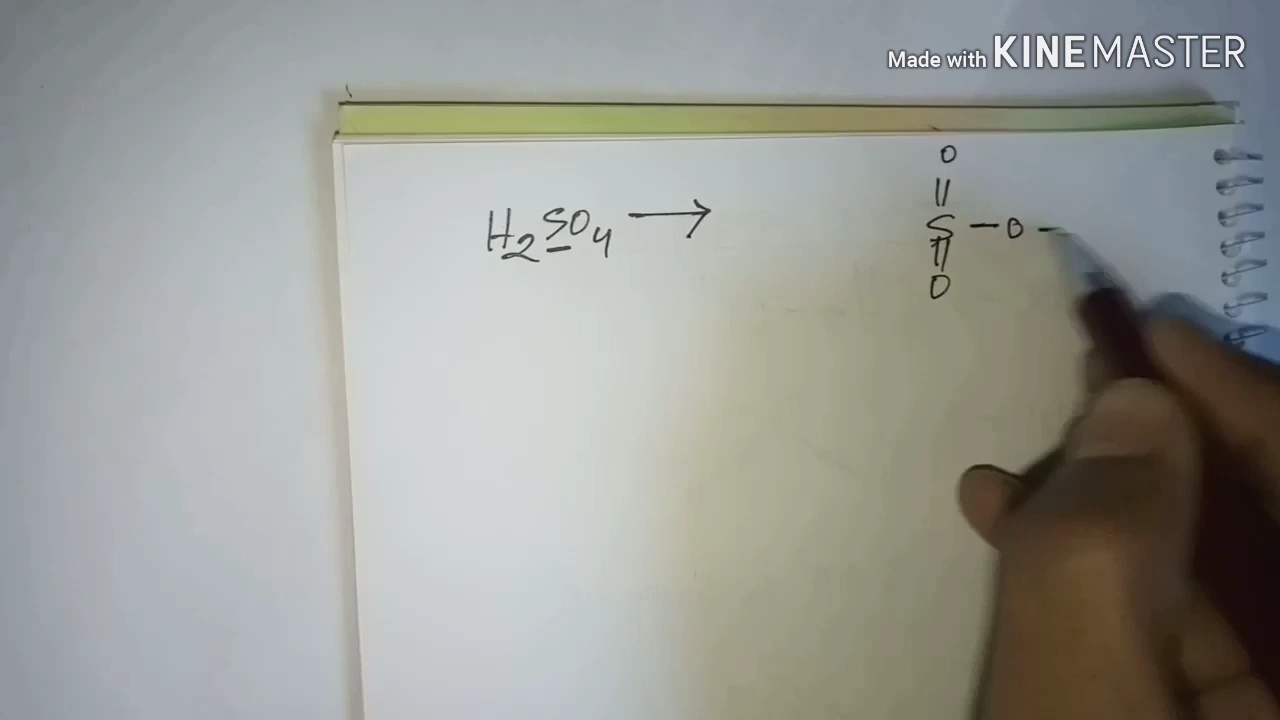 Made with KINEMASTER
O
||
H₂SO₄ → S – O –
||
O